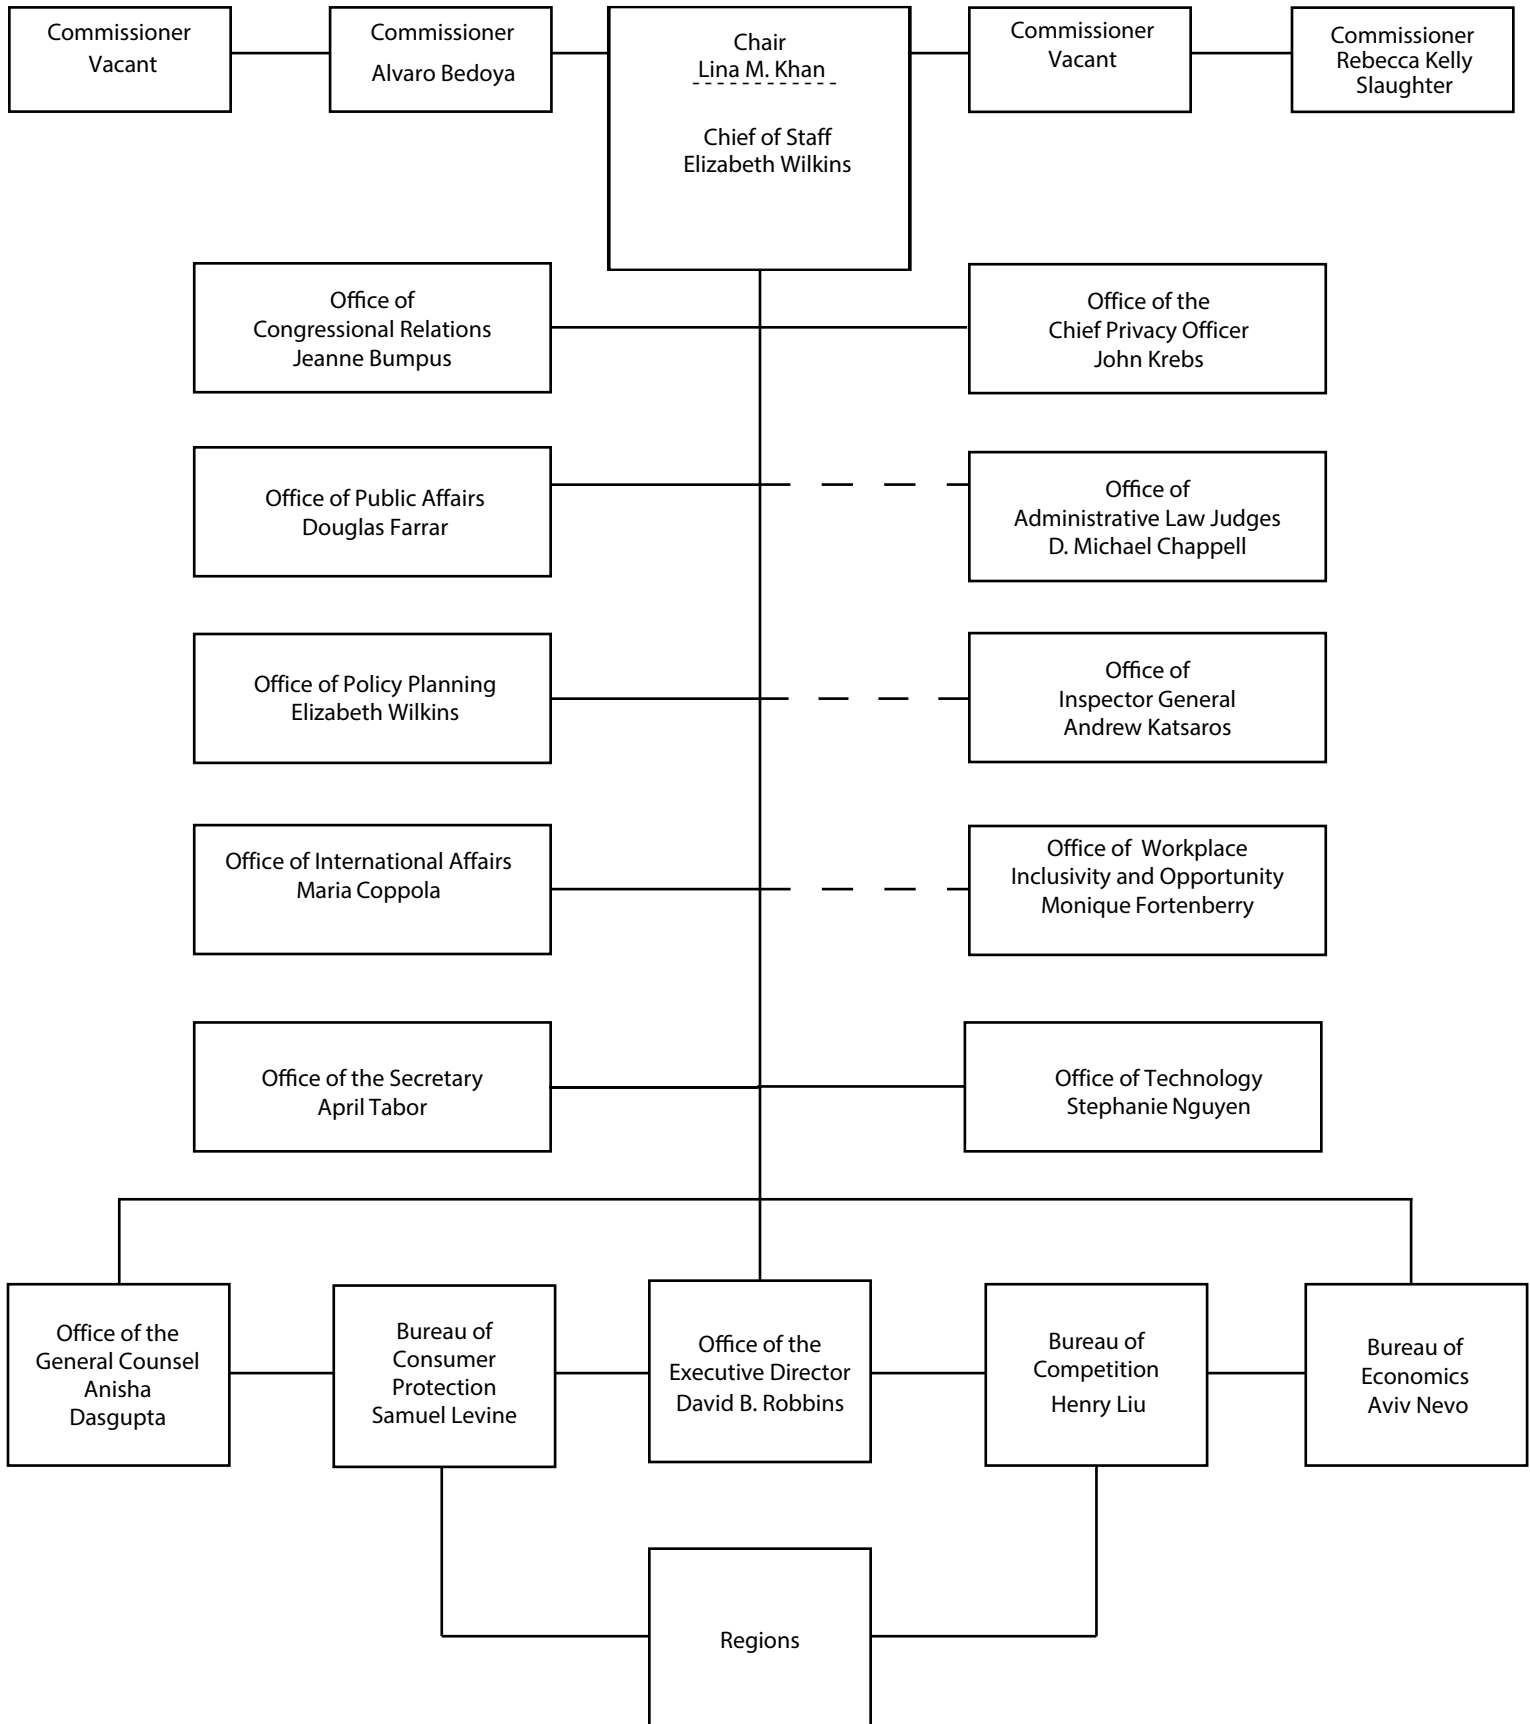 Commissioner
Vacant
Commissioner
Alvaro Bedoya
Chair
Lina M. Khan
Chief of Staff
Elizabeth Wilkins
Commissioner
Vacant
Commissioner
Rebecca Kelly
Slaughter
Office of
Congressional Relations
Jeanne Bumpus
Office of the
Chief Privacy Officer
John Krebs
Office of Public Affairs
Douglas Farrar
Office of
Administrative Law Judges
D. Michael Chappell
Office of Policy Planning
Elizabeth Wilkins
Office of
Inspector General
Andrew Katsaros
Office of International Affairs
Maria Coppola
Office of Workplace
Inclusivity and Opportunity
Monique Fortenberry
Office of the Secretary
April Tabor
Office of Technology
Stephanie Nguyen
Office of the
General Counsel
Anisha
Dasgupta
Bureau of
Consumer
Protection
Samuel Levine
Office of the
Executive Director
David B. Robbins
Bureau of
Competition
Henry Liu
Bureau of
Economics
Aviv Nevo
Regions